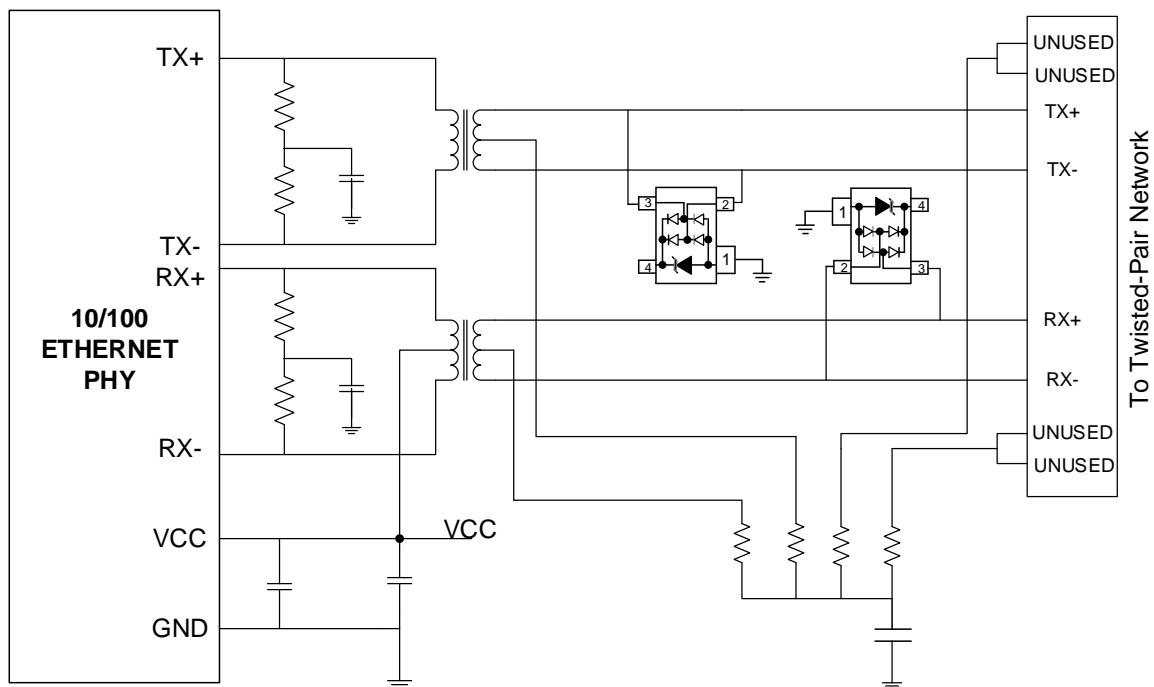 TX+
TX-
RX+
10/100
ETHERNET
PHY
RX-
VCC
GND
VCC
3
2
4
1
1
4
2
3
UNUSED
UNUSED
TX+
TX-
RX+
RX-
UNUSED
UNUSED
To Twisted-Pair Network